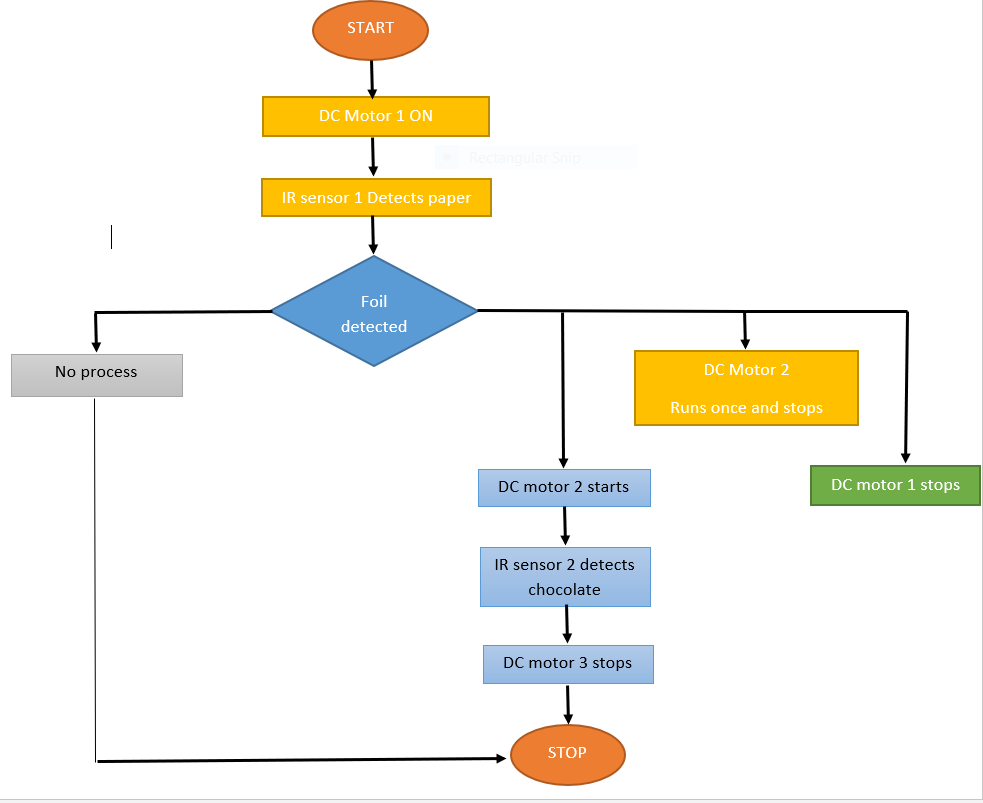 START
DC Motor 1 ON
Rectangular Snip
IR sensor 1 Detects paper
Foil
detected
No process
DC Motor 2
Runs once and stops
DC motor 2 starts
DC motor 1 stops
IR sensor 2 detects
chocolate
DC motor 3 stops
STOP